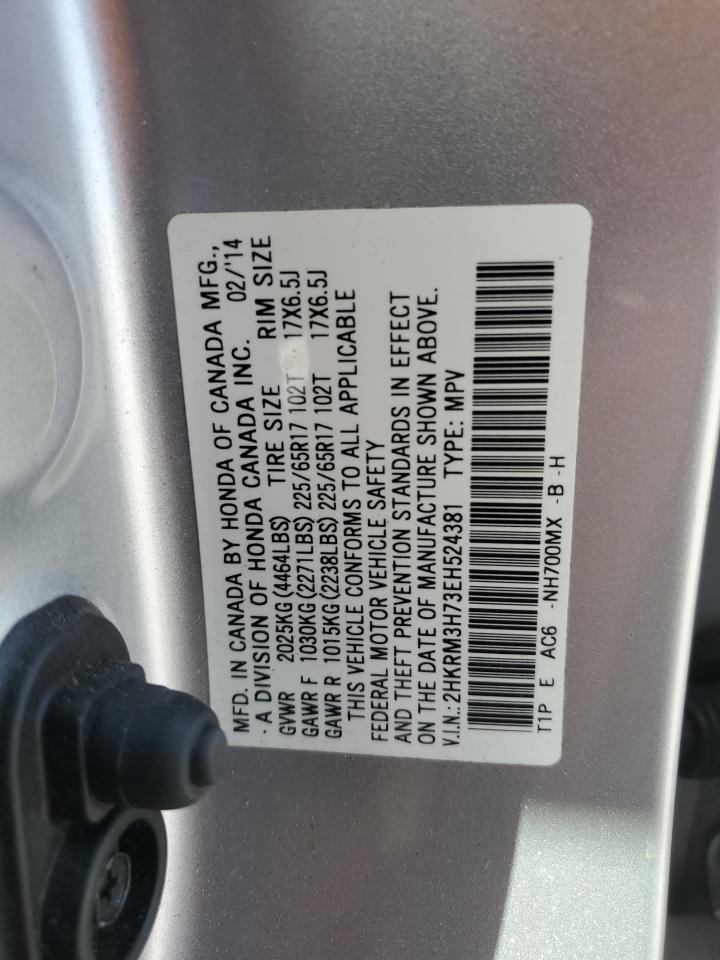 MFD. IN CANADA BY HONDA OF CANADA MFG.,
A DIVISION OF HONDA CANADA INC. 02/'14
GVWR 2025KG(4464LBS) TIRE SIZE RIM SIZE
GAWR F 1030KG(2271LBS) 225/65R17 102T 17X6.5J
GAWR R 1015KG(2238LBS) 225/65R17 102T 17X6.5J
THIS VEHICLE CONFORMS TO ALL APPLICABLE
FEDERAL MOTOR VEHICLE SAFETY
AND THEFT PREVENTION STANDARDS IN EFFECT
ON THE DATE OF MANUFACTURE SHOWN ABOVE.
V.I.N.: 2HKRM3H73EH524381 TYPE: MPV
T1P E AC6 -NH700MX -B -H